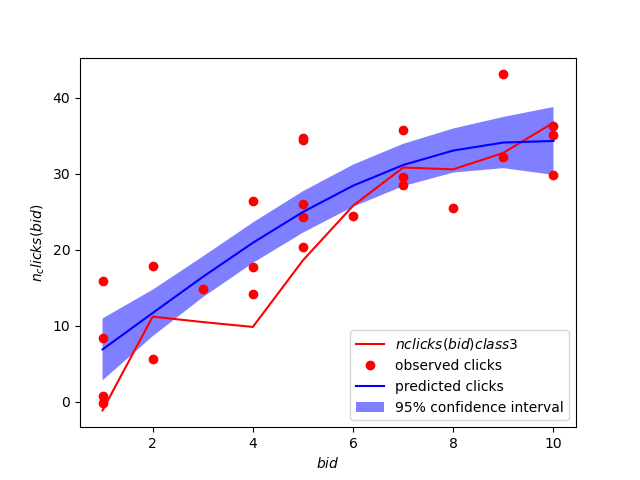 40
30
20
10
0
n_clicks(bid)
2
4
6
8
10
bid
nclicks(bid)class3
observed clicks
predicted clicks
95% confidence interval